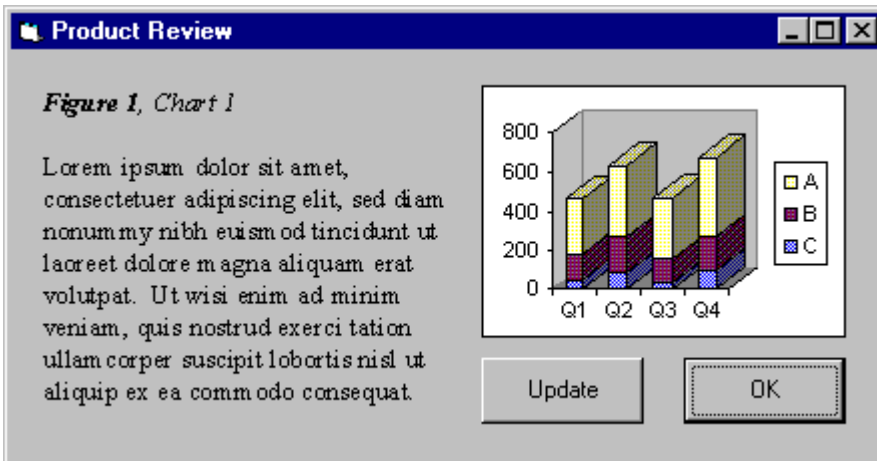 Product Review
Figure 1, Chart 1
Lorem ipsum dolor sit amet,
consectetuer adipiscing elit, sed diam
nonummy nibh euismod tincidunt ut
laoreet dolore magna aliquam erat
volutpat. Ut wisi enim ad minim
veniam, quis nostrud exerci tation
ullamcorper suscipit lobortis nisl ut
aliquip ex ea commodo consequat.
800
600
400
200
0
Q1 Q2 Q3 Q4
A
B
C
Update
OK